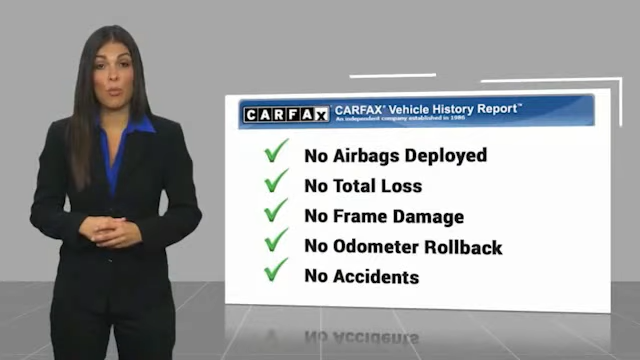 CARFAX CARFAX® Vehicle History Report™
An independent company established in 1986
No Airbags Deployed
No Total Loss
No Frame Damage
No Odometer Rollback
No Accidents